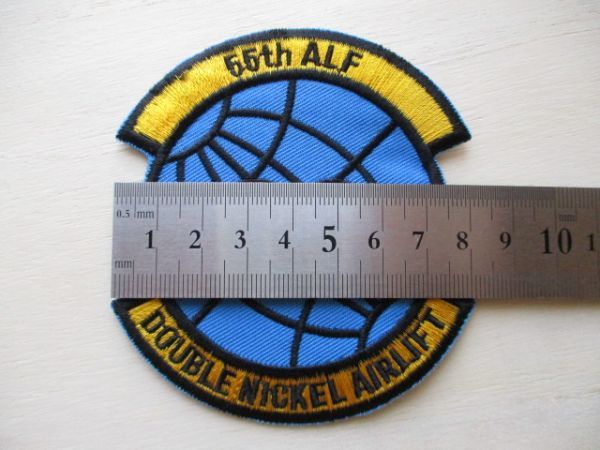 55th ALF
0.5 mm
1 2 3 4 5 6 7 8 9 10 1
mm mm
DOUBLE NICKEL AIRLIFT